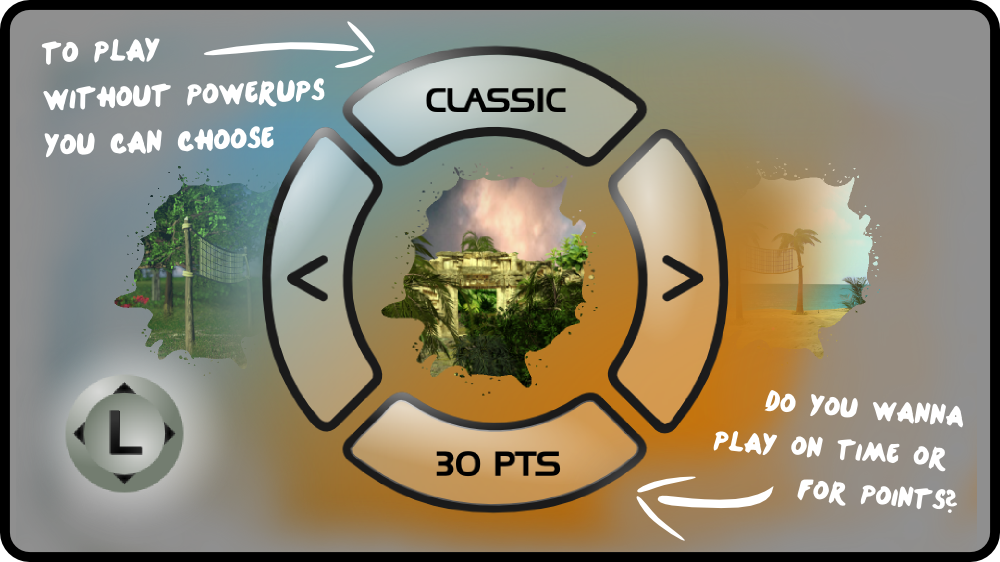 TO PLAY
WITHOUT POWERUPS
YOU CAN CHOOSE
CLASSIC
<
>
L
30 PTS
DO YOU WANNA
PLAY ON TIME OR
FOR POINTS?